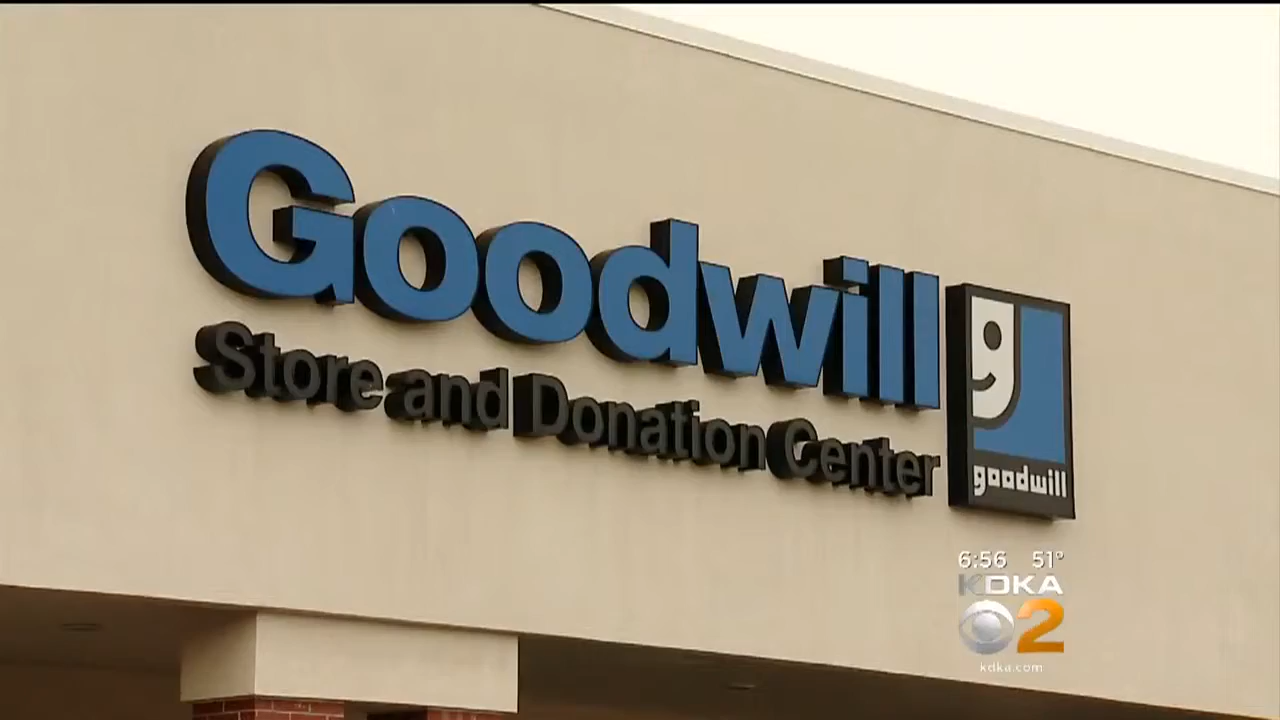 Goodwill
Store and Donation Center
g
goodwill
6:56 51°
KDKA
2
kdka.com